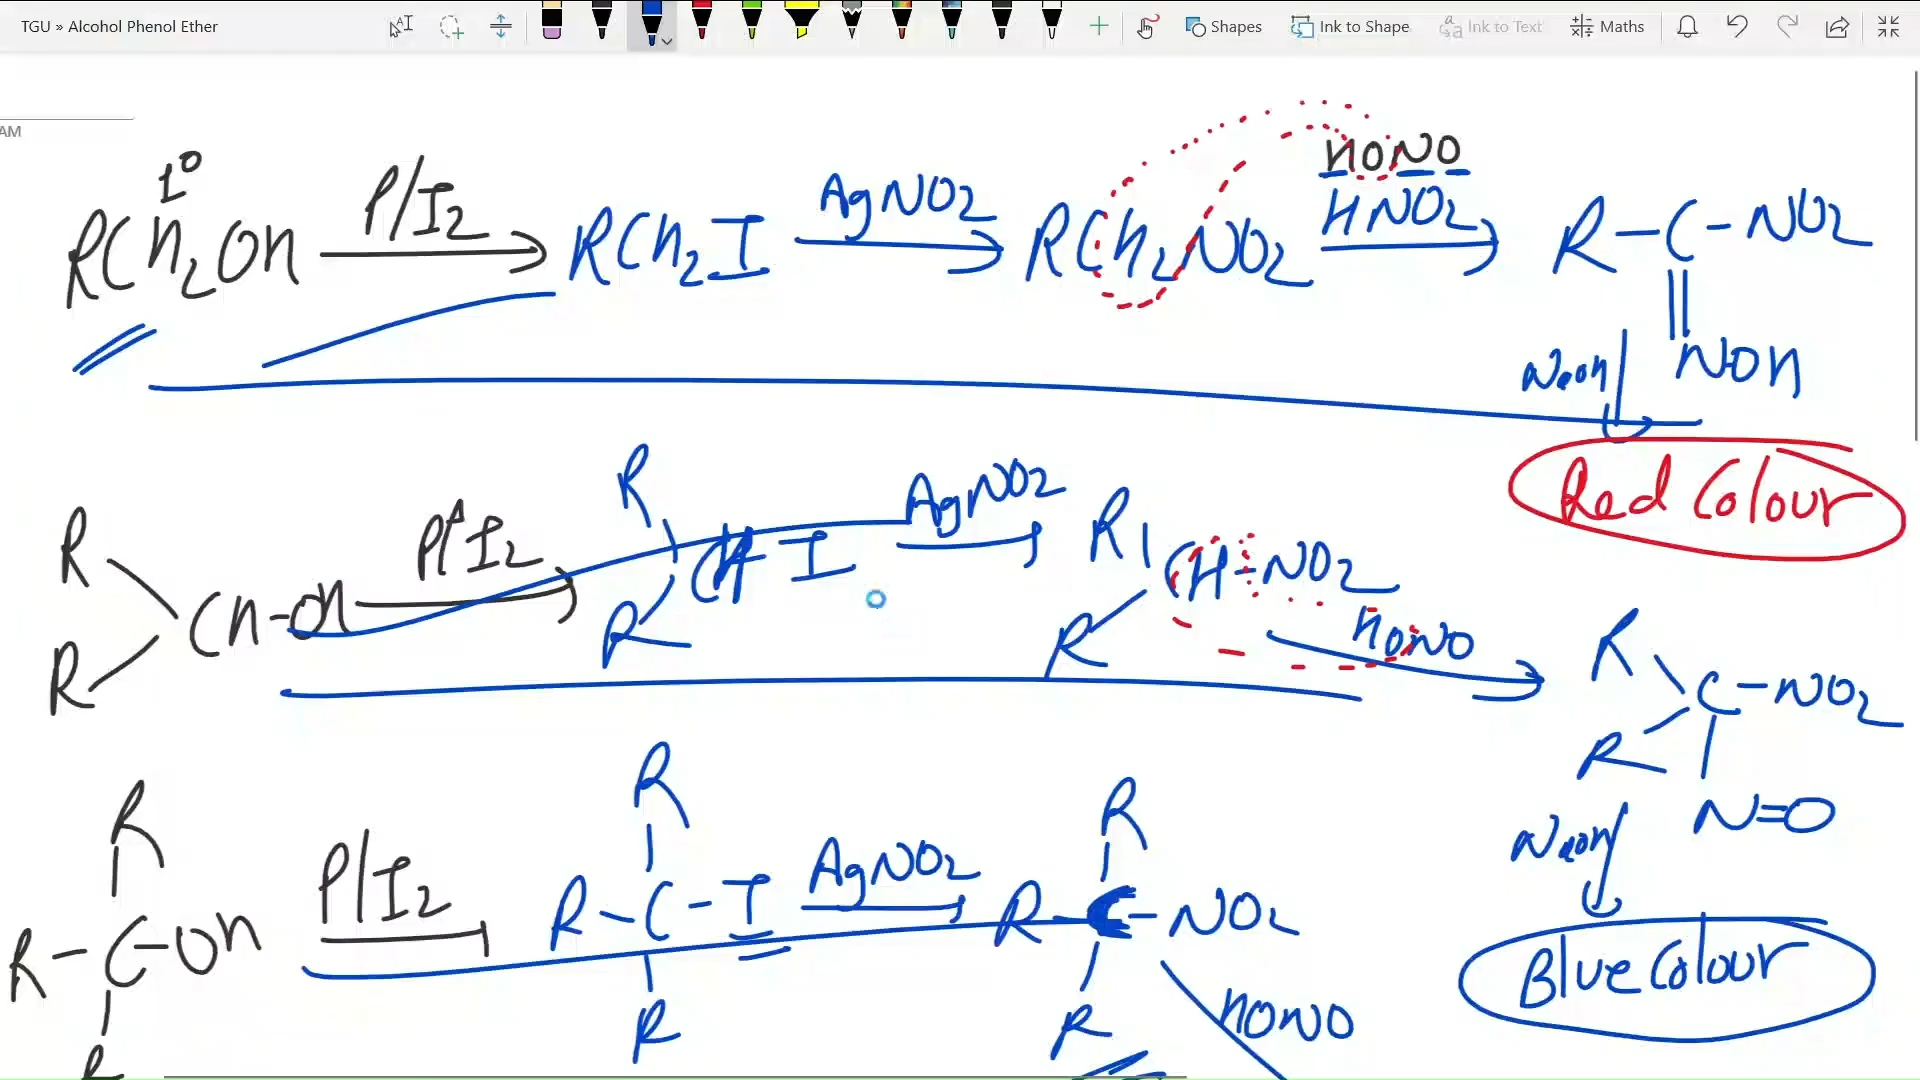 TGU » Alcohol Phenol Ether
Shapes
Ink to Shape
Ink to Text
Maths
AM
1⁰
RCH₂OH P/I₂ RCH₂I AgNO₂ RCH₂NO₂ HONO HNO₂ R-C-NO₂
NOH
NaOH
Red Colour
R
R CH-OH P/I₂ R
R CH I AgNO₂ R
R CH-NO₂ HONO R
R C-NO₂
N=O
NaOH
Blue Colour
R
R-C-OH
R
P/I₂
R
R-C-I
R
AgNO₂
R
R-C-NO₂
R
HONO